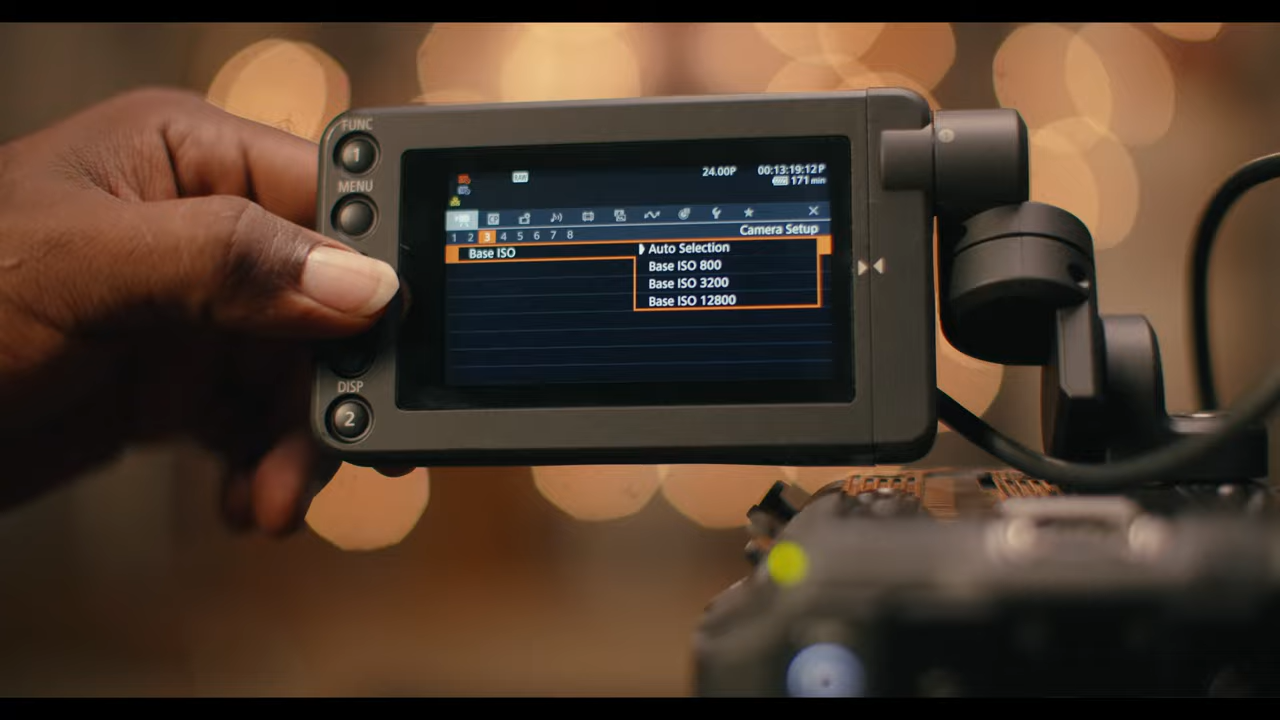 FUNC
1
MENU
DISP
2
24.00P
00:13:19:12P
171 min
1 2 3 4 5 6 7 8
Camera Setup
Base ISO
Auto Selection
Base ISO 800
Base ISO 3200
Base ISO 12800